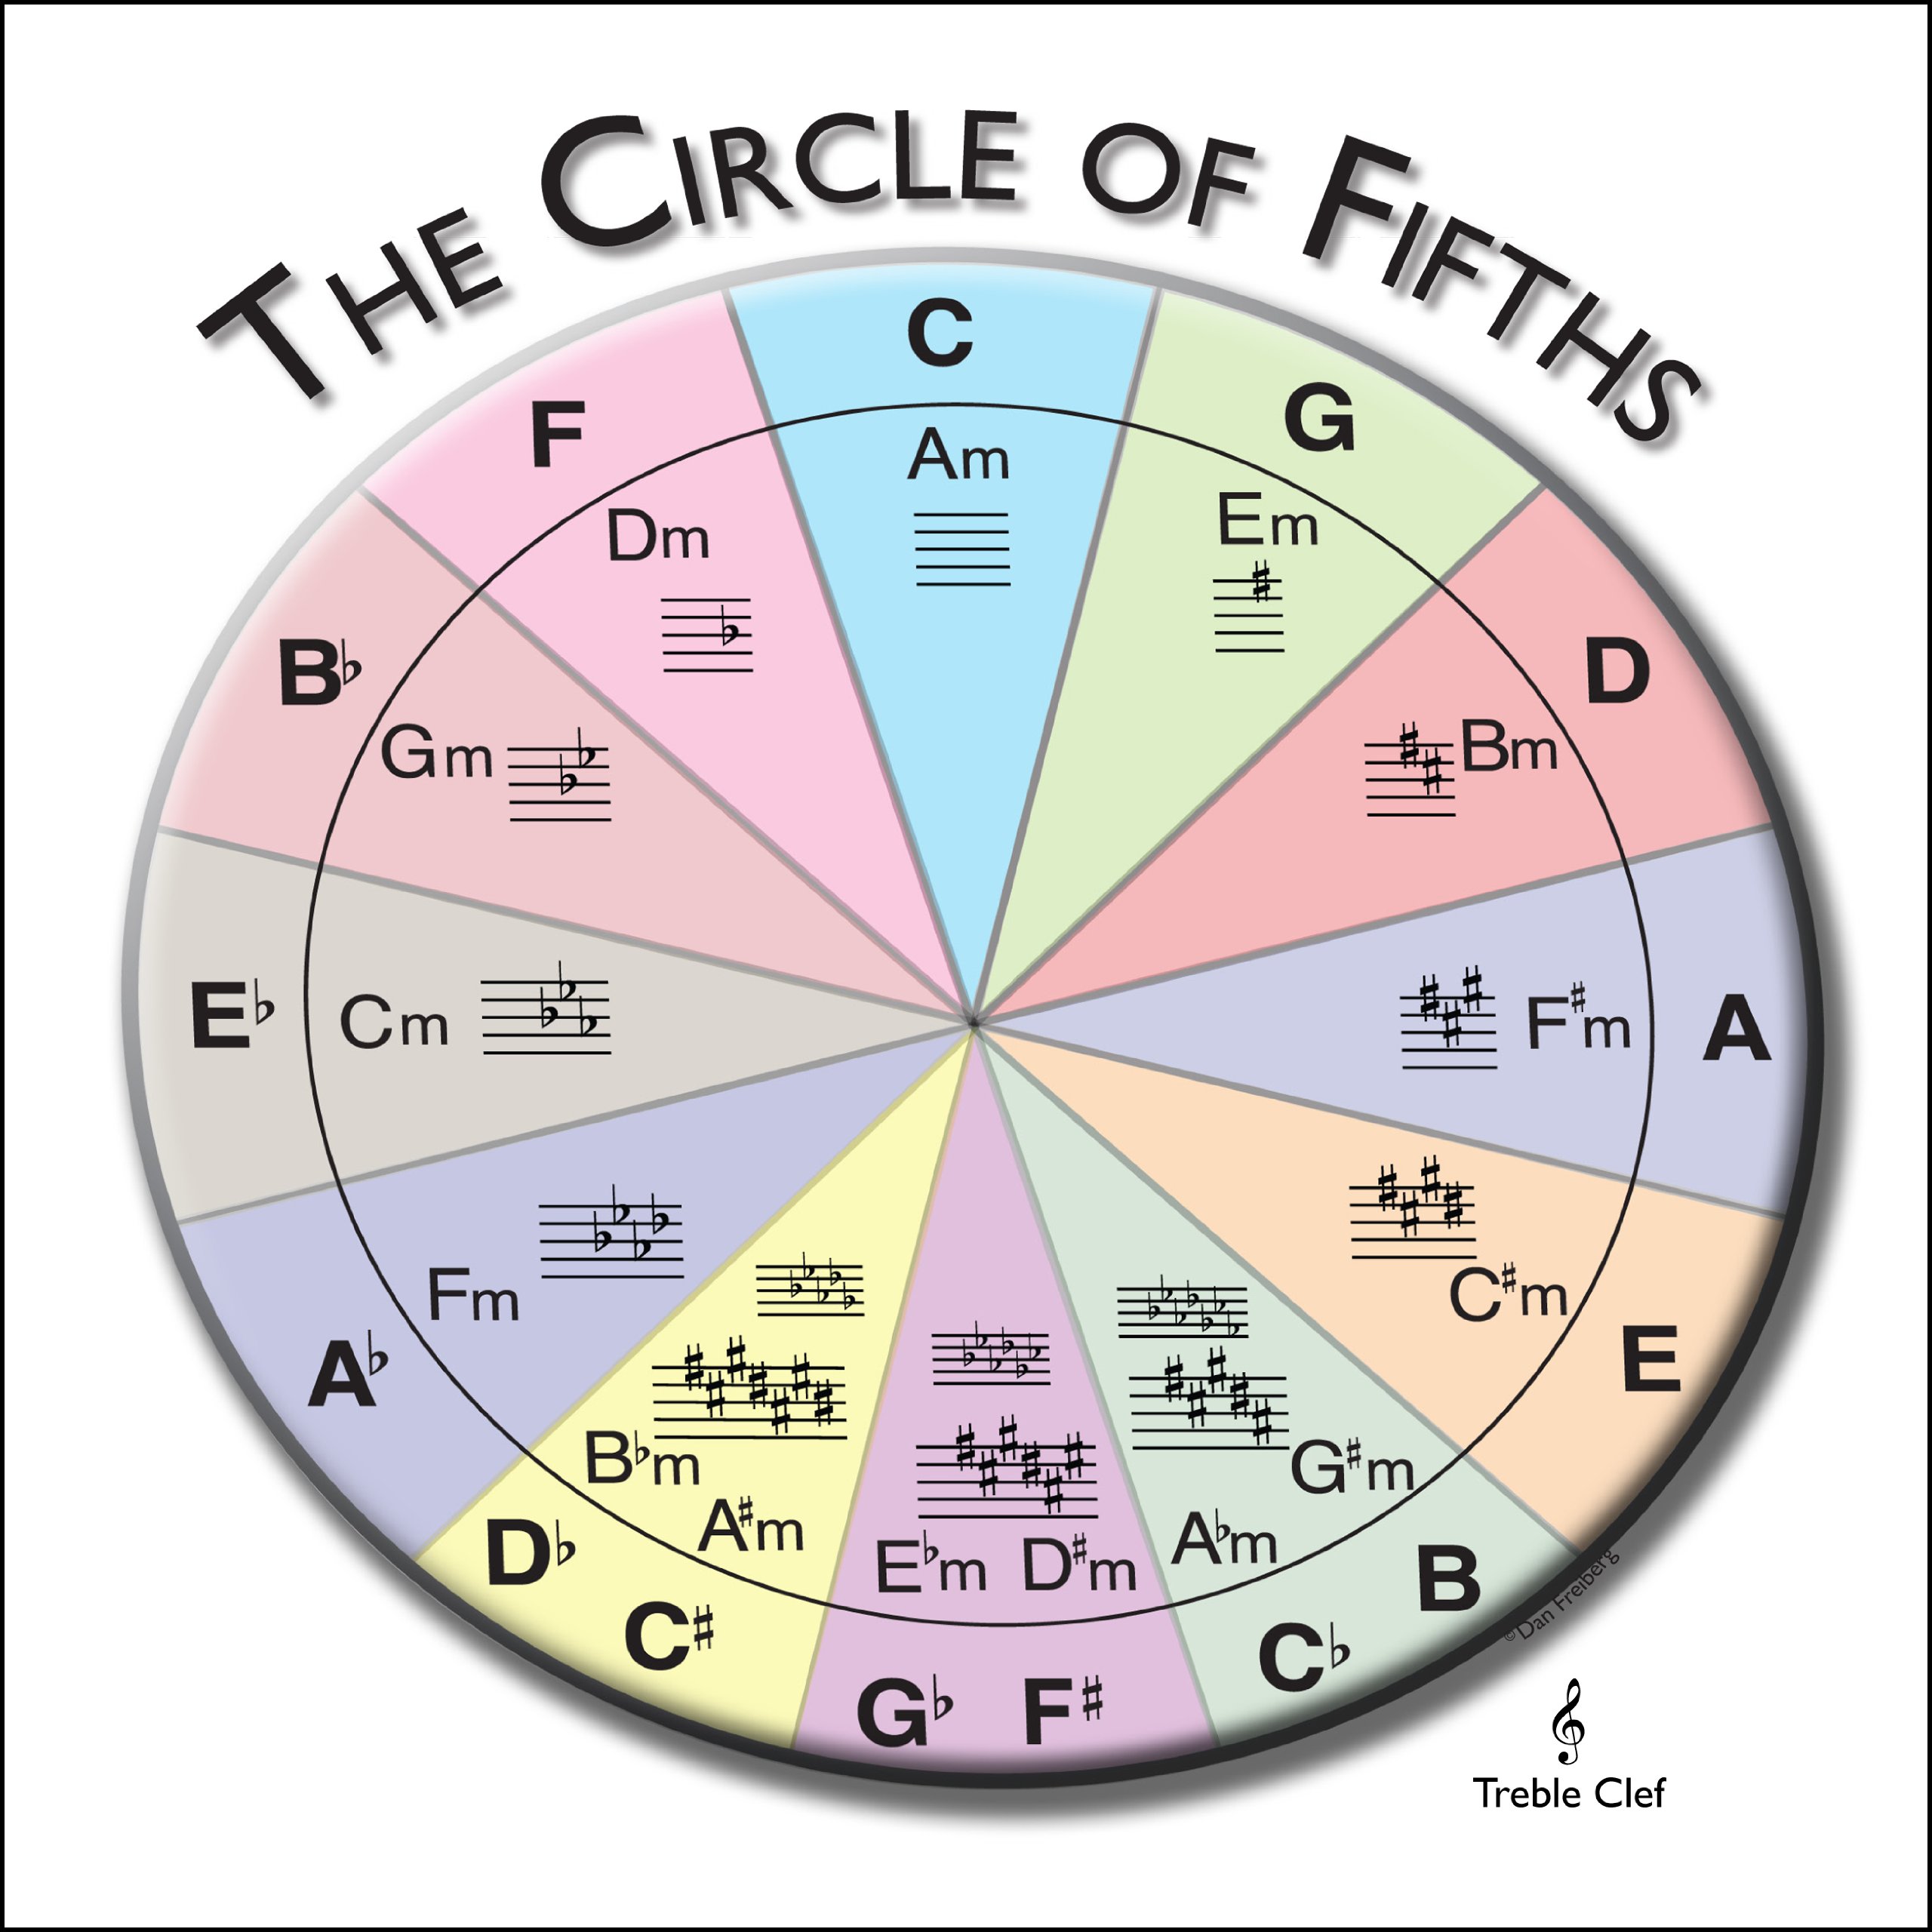 THE CIRCLE OF FIFTHS
C
Am
G
Em
D
Bm
A
F♯m
E
C♯m
B
G♯m
C♭
A♭m
G♭ F♯
E♭m D♯m
D♭
B♭m
C♯
A♯m
A♭
Fm
E♭
Cm
B♭
Gm
F
Dm
©Dan Freiberg
Treble Clef